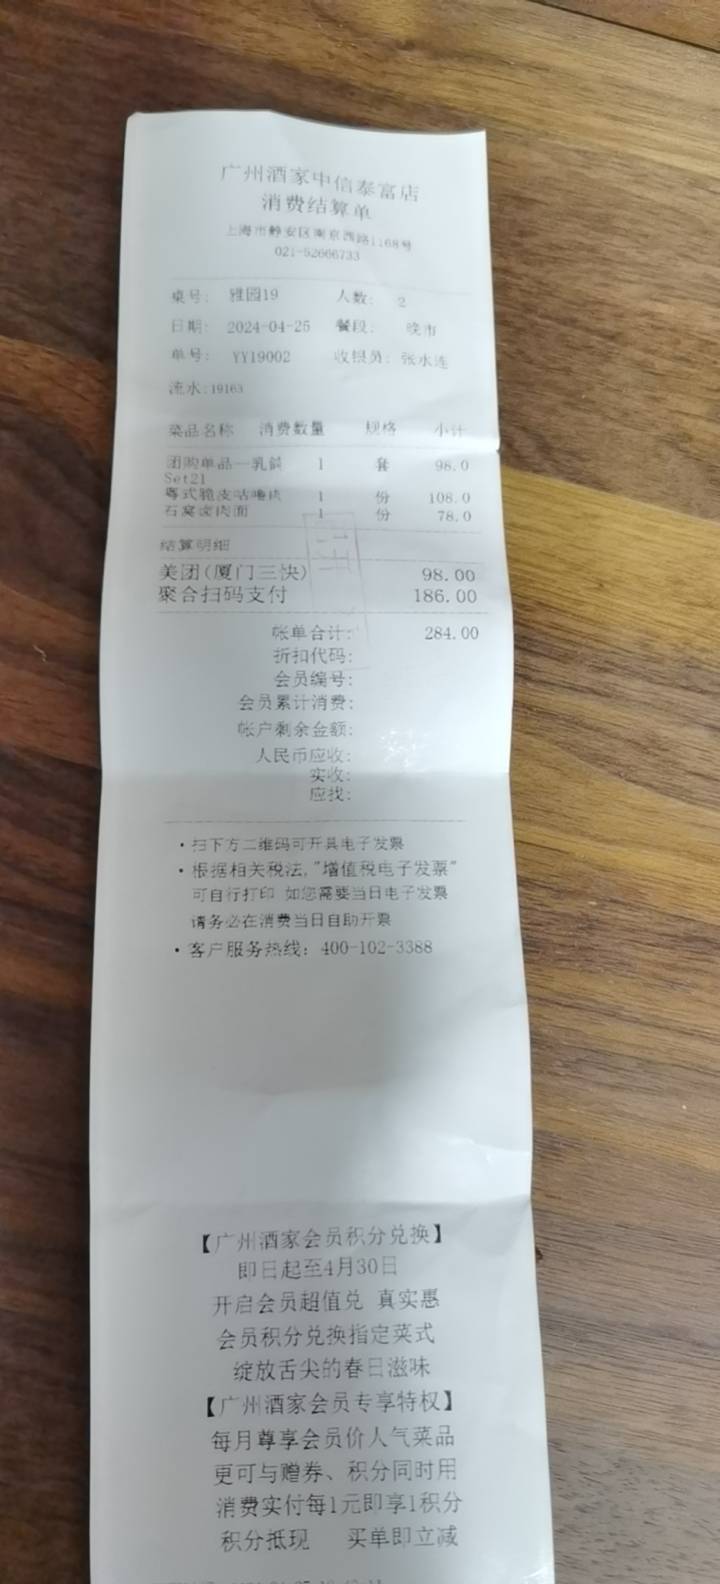 广州酒家中信泰富店
消费结算单
上海市静安区南京西路1168号
021-52666733
桌号: 雅园19 人数: 2
日期: 2024-04-25 餐段: 晚市
单号: YY19002 收银员: 张水连
流水:19163
菜品名称 消费数量 规格 小计
团购单品一乳鸽 1 套 98.0
Set21
粤式脆皮咕噜肉 1 份 108.0
石窝卤肉面 1 份 78.0
结算明细
美团(厦门三快) 98.00
聚合扫码支付 186.00
帐单合计: 284.00
折扣代码:
会员编号:
会员累计消费:
帐户剩余金额:
人民币应收:
实收:
应找:
·扫下方二维码可开具电子发票
·根据相关税法,"增值税电子发票"
可自行打印 如您需要当日电子发票
请务必在消费当日自助开票
·客户服务热线: 400-102-3388
【广州酒家会员积分兑换】
即日起至4月30日
开启会员超值兑 真实惠
会员积分兑换指定菜式
绽放舌尖的春日滋味
【广州酒家会员专享特权】
每月尊享会员价人气菜品
更可与赠券、积分同时用
消费实付每1元即享1积分
积分抵现 买单即立减